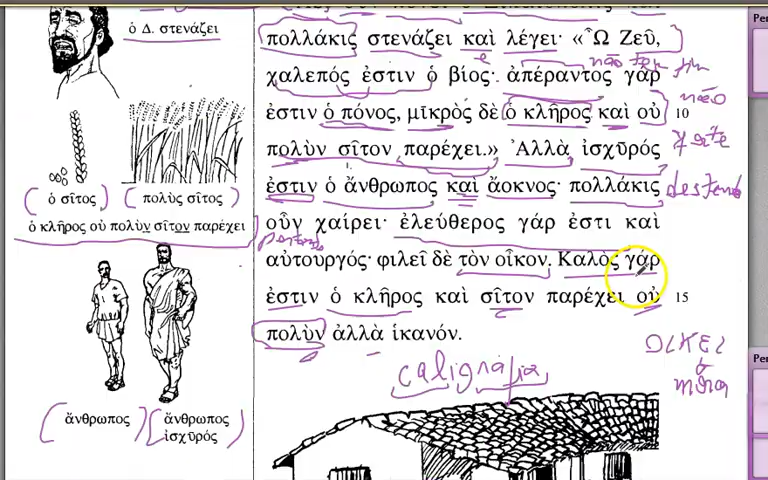 πολλάκις στενάζει καὶ λέγει· «Ὦ Ζεῦ,
χαλεπός ἐστιν ὁ βίος· ἀπέραντος γάρ
ἐστιν ὁ πόνος, μῑκρὸς δὲ ὁ κλῆρος καὶ οὐ 10
πολὺν σῖτον παρέχει.» Ἀλλὰ ἰσχῡρός
ἐστιν ὁ ἄνθρωπος καὶ ἄοκνος· πολλάκις
οὖν χαίρει· ἐλεύθερος γάρ ἐστι καὶ
αὐτουργός· φιλεῖ δὲ τὸν οἶκον. Καλὸς γάρ
ἐστιν ὁ κλῆρος καὶ σῖτον παρέχει οὐ 15
πολὺν ἀλλὰ ἱκανόν.
não
caligrafia
ὁ Δ. στενάζει
ὁ σῖτος
πολὺς σῖτος
ὁ κλῆρος οὐ πολὺν σῖτον παρέχει
ἄνθρωπος
ἄνθρωπος
ἰσχῡρός
Per
Per